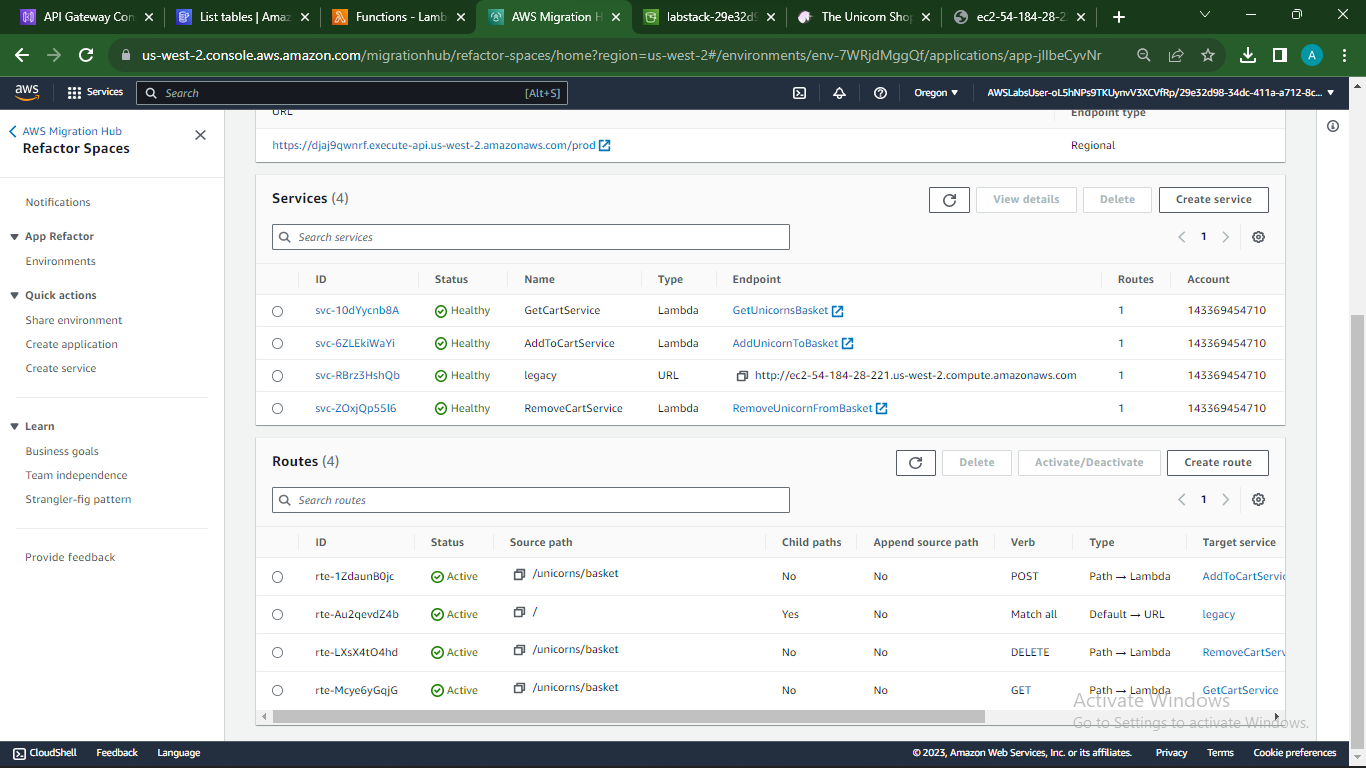 API Gateway Con
List tables | Amaz
Functions - Lamb
AWS Migration H
labstack-29e32d
The Unicorn Sho
ec2-54-184-28-2
us-west-2.console.aws.amazon.com/migrationhub/refactor-spaces/home?region=us-west-2#/environments/env-7WRjdMggQf/applications/app-jIlbeCyvNr
A
aws
Services
Search
[Alt+S]
Oregon
AWSLabsUser-oL5hNPs9TKUynvV3XCVfRp/29e32d98-34dc-411a-a712-8c...
AWS Migration Hub
Refactor Spaces
Notifications
App Refactor
Environments
Quick actions
Share environment
Create application
Create service
Learn
Business goals
Team independence
Strangler-fig pattern
Provide feedback
URL Endpoint type
https://djaj9qwnrf.execute-api.us-west-2.amazonaws.com/prod Regional
Services (4) View details Delete Create service
Search services 1
ID Status Name Type Endpoint Routes Account
svc-10dYycnb8A Healthy GetCartService Lambda GetUnicornsBasket 1 143369454710
svc-6ZLEkiWaYi Healthy AddToCartService Lambda AddUnicornToBasket 1 143369454710
svc-RBrz3HshQb Healthy legacy URL http://ec2-54-184-28-221.us-west-2.compute.amazonaws.com 1 143369454710
svc-ZOxjQp55l6 Healthy RemoveCartService Lambda RemoveUnicornFromBasket 1 143369454710
Routes (4) Delete Activate/Deactivate Create route
Search routes 1
ID Status Source path Child paths Append source path Verb Type Target service
rte-1ZdaunB0jc Active /unicorns/basket No No POST Path → Lambda AddToCartServic
rte-Au2qevdZ4b Active / Yes No Match all Default → URL legacy
rte-LXsX4tO4hd Active /unicorns/basket No No DELETE Path → Lambda RemoveCartServ
rte-Mcye6yGqjG Active /unicorns/basket No No GET Path → Lambda GetCartService
Activate Windows
Go to Settings to activate Windows.
CloudShell Feedback Language © 2023, Amazon Web Services, Inc. or its affiliates. Privacy Terms Cookie preferences